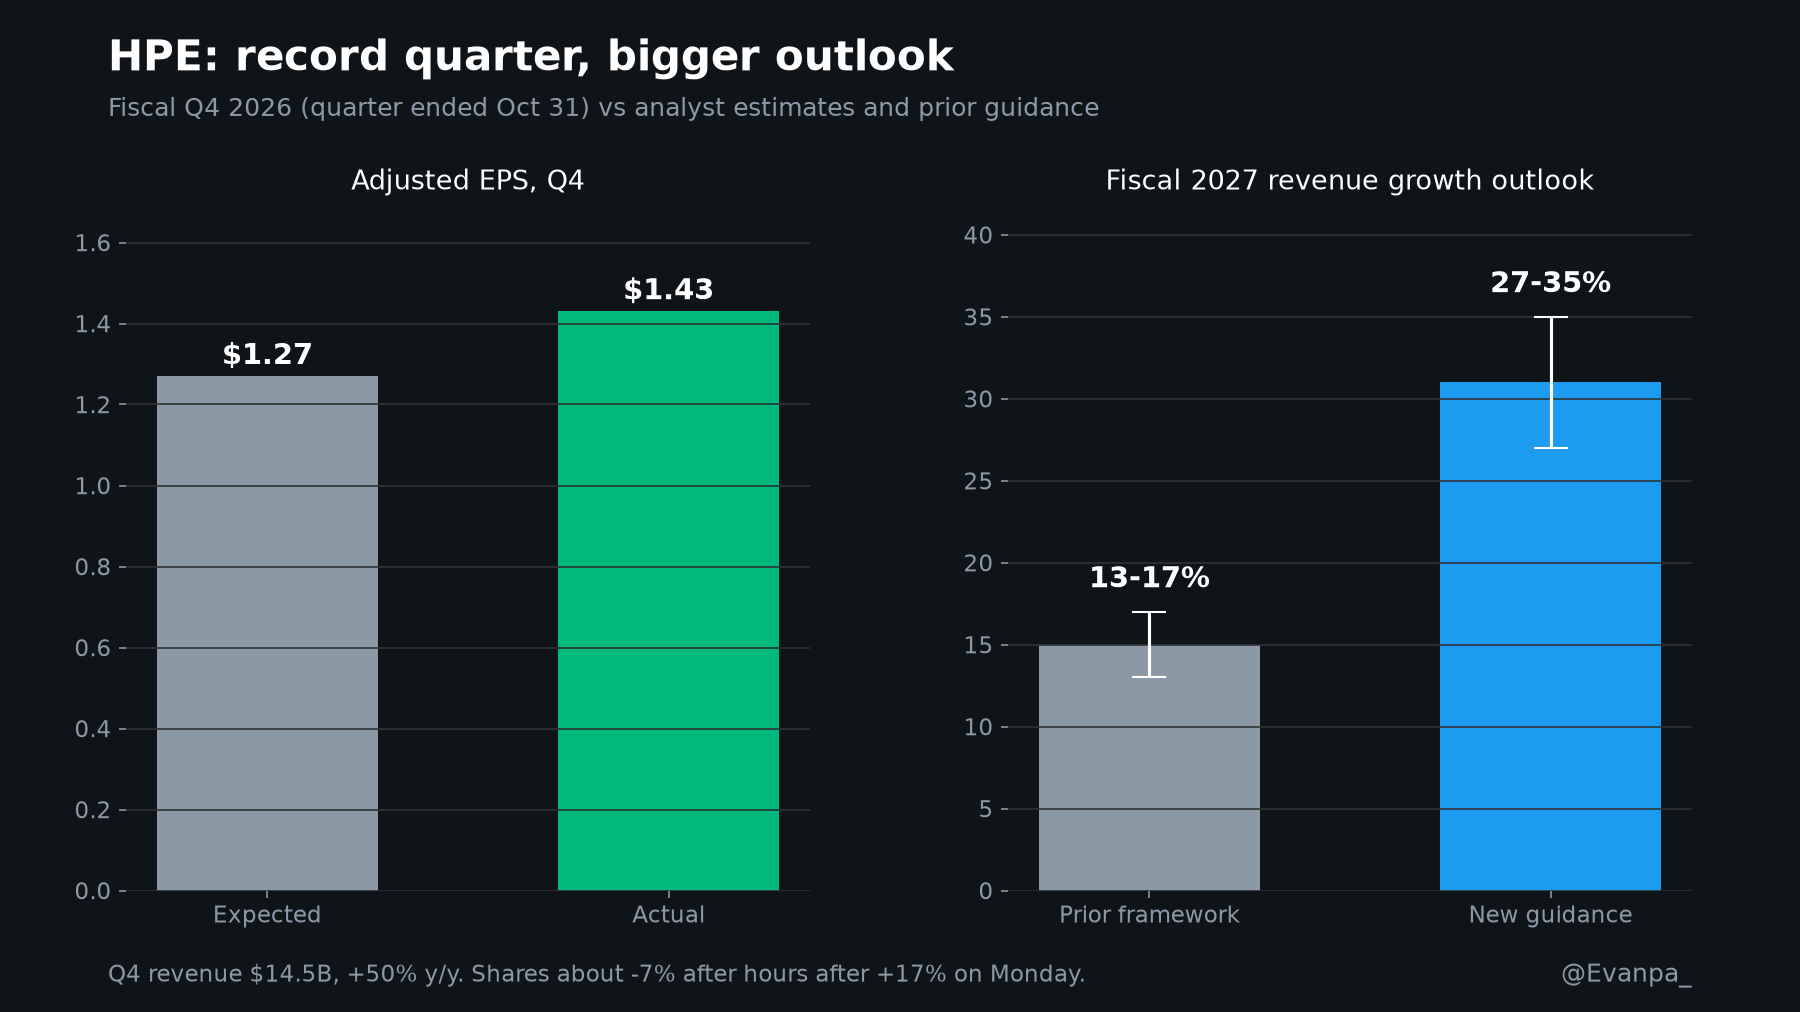 HPE: record quarter, bigger outlook
Fiscal Q4 2026 (quarter ended Oct 31) vs analyst estimates and prior guidance
Adjusted EPS, Q4
1.6
1.4
1.2
1.0
0.8
0.6
0.4
0.2
0.0
$1.27
$1.43
Expected
Actual
Fiscal 2027 revenue growth outlook
40
35
30
25
20
15
10
5
0
13-17%
27-35%
Prior framework
New guidance
Q4 revenue $14.5B, +50% y/y. Shares about -7% after hours after +17% on Monday.
@Evanpa_